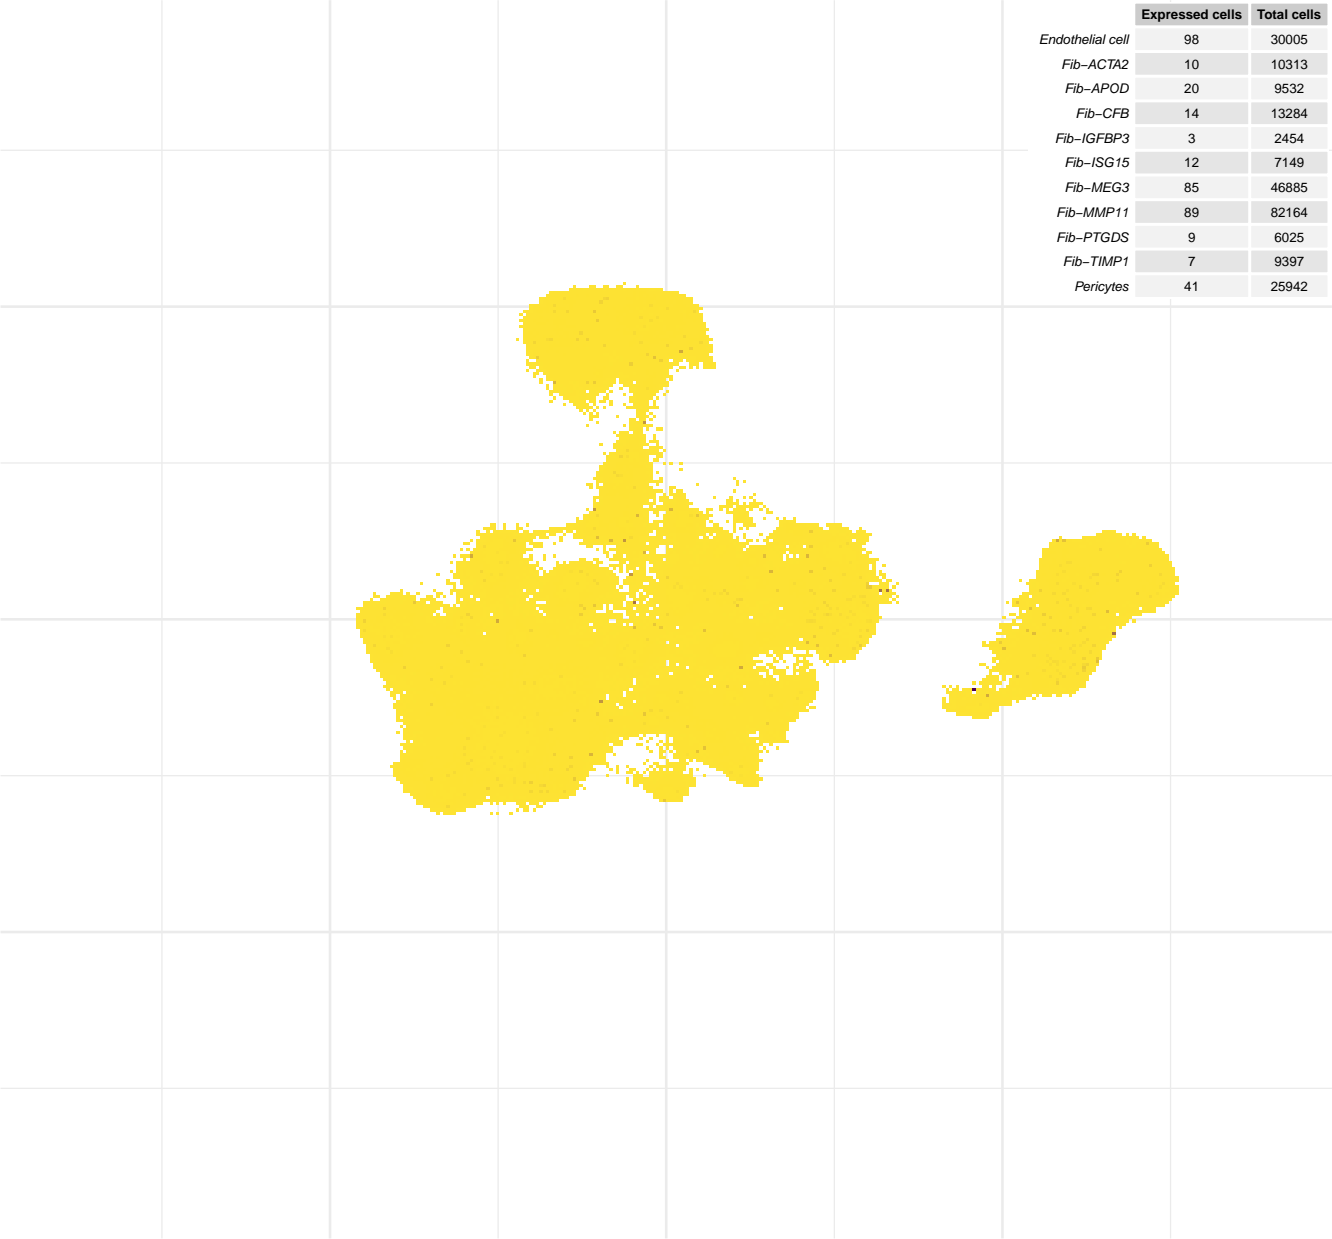 Expressed cells Total cells
Endothelial cell 98 30005
Fib−ACTA2 10 10313
Fib−APOD 20 9532
Fib−CFB 14 13284
Fib−IGFBP3 3 2454
Fib−ISG15 12 7149
Fib−MEG3 85 46885
Fib−MMP11 89 82164
Fib−PTGDS 9 6025
Fib−TIMP1 7 9397
Pericytes 41 25942